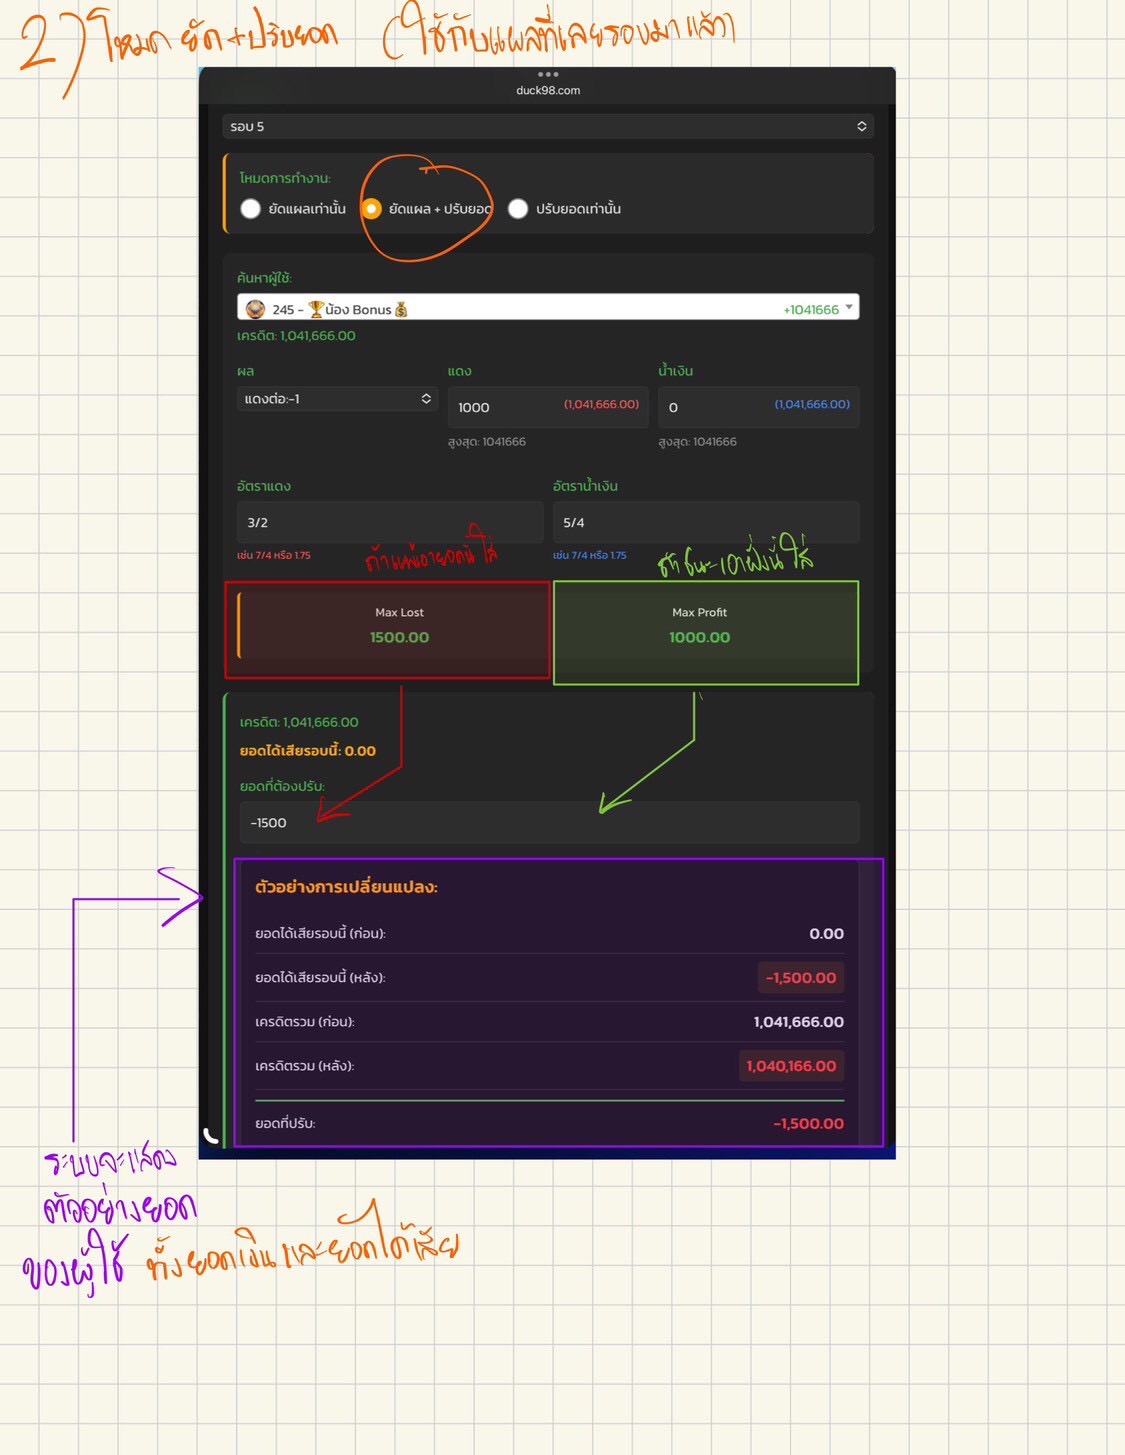 2) โหมด ยัด+ปรับยอด (ใช้กับแผลที่เลยรอบมาแล้ว)
duck98.com
รอบ 5
โหมดการทำงาน:
ยัดแผลเท่านั้น ยัดแผล + ปรับยอด ปรับยอดเท่านั้น
ค้นหาผู้ใช้:
245 - 🏆น้อง Bonus💰 +1041666
เครดิต: 1,041,666.00
ผล แดง น้ำเงิน
แดงต่อ:-1 1000 (1,041,666.00) 0 (1,041,666.00)
สูงสุด: 1041666 สูงสุด: 1041666
อัตราแดง อัตราน้ำเงิน
3/2 5/4
เช่น 7/4 หรือ 1.75 เช่น 7/4 หรือ 1.75
ถ้าแพ้เอายอดนี้ใส่ ถ้าชนะเอาฝั่งนี้ใส่
Max Lost Max Profit
1500.00 1000.00
เครดิต: 1,041,666.00
ยอดได้เสียรอบนี้: 0.00
ยอดที่ต้องปรับ:
-1500
ตัวอย่างการเปลี่ยนแปลง:
ยอดได้เสียรอบนี้ (ก่อน): 0.00
ยอดได้เสียรอบนี้ (หลัง): -1,500.00
เครดิตรวม (ก่อน): 1,041,666.00
เครดิตรวม (หลัง): 1,040,166.00
ยอดที่ปรับ: -1,500.00
ระบบจะแสดง
ตัวอย่างยอด
ของผู้ใช้ ทั้งยอดเงินและยอดได้เสีย